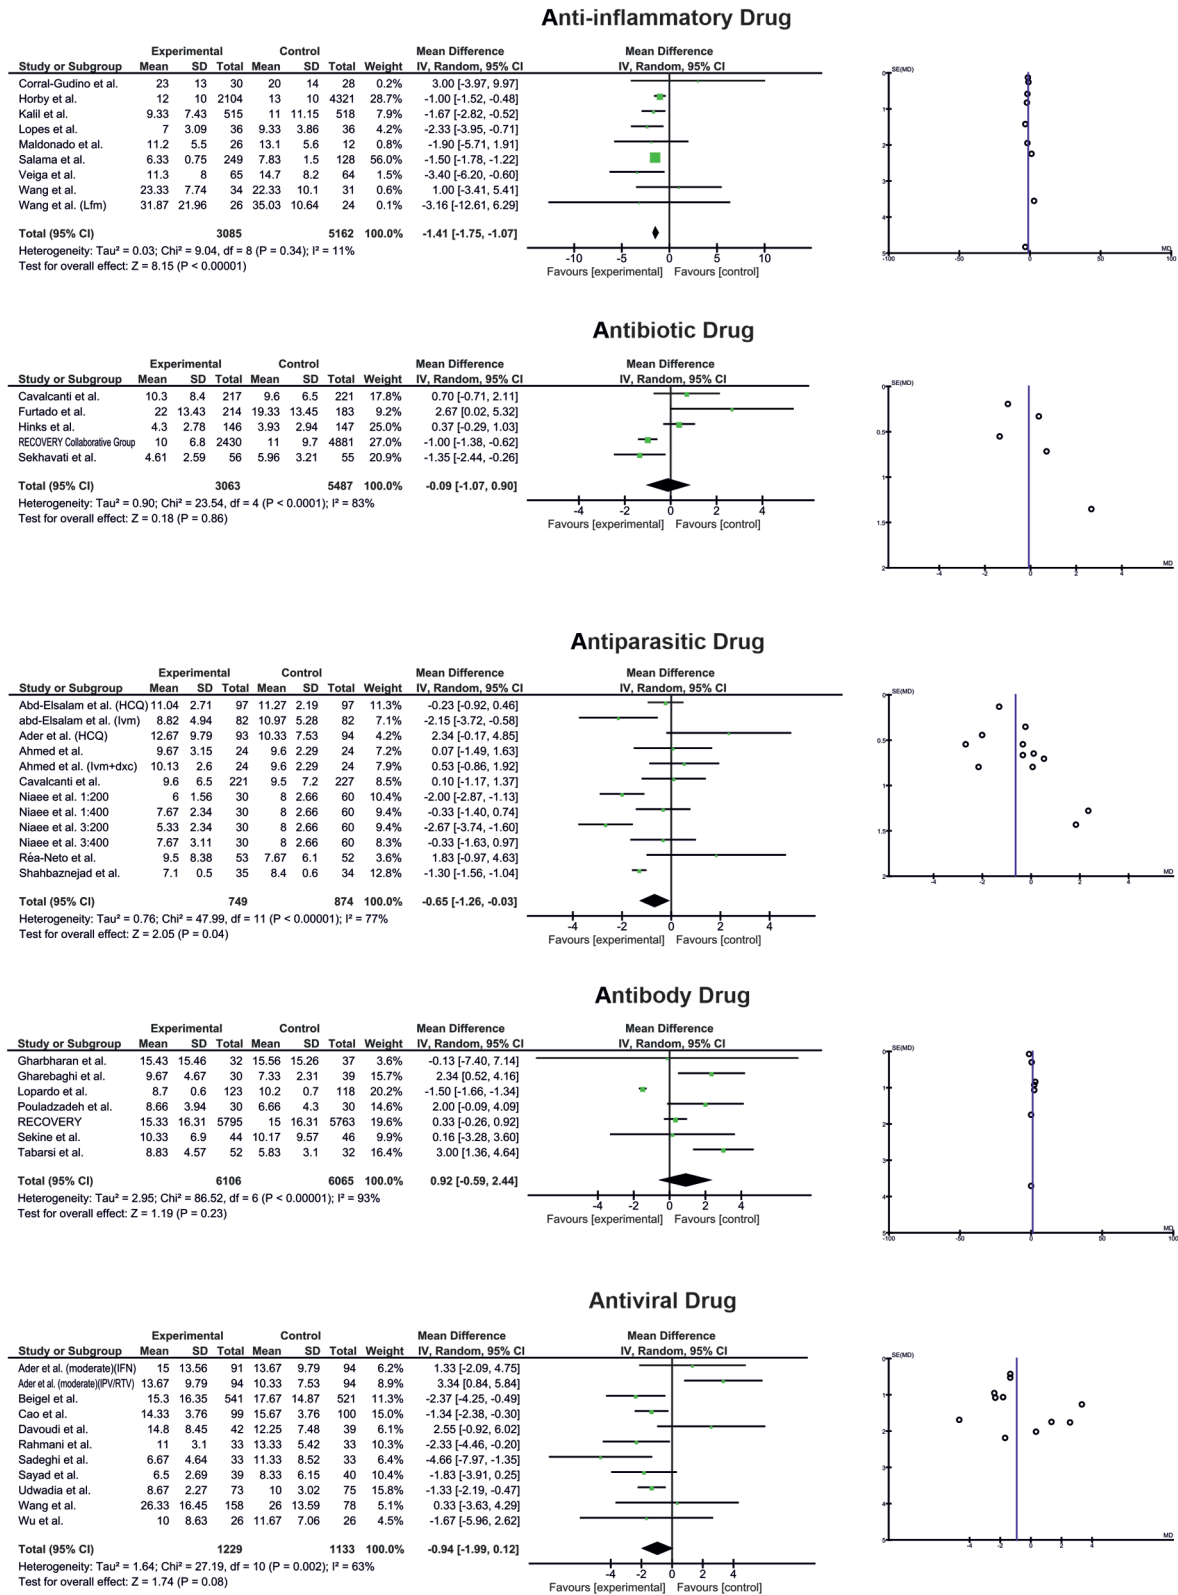 Anti-inflammatory Drug
Experimental Control Mean Difference Mean Difference
Study or Subgroup Mean SD Total Mean SD Total Weight IV, Random, 95% CI IV, Random, 95% CI
Corral-Gudino et al. 23 13 30 20 14 28 0.2% 3.00 [-3.97, 9.97]
Horby et al. 12 10 2104 13 10 4321 28.7% -1.00 [-1.52, -0.48]
Kalil et al. 9.33 7.43 515 11 11.15 518 7.9% -1.67 [-2.82, -0.52]
Lopes et al. 7 3.09 36 9.33 3.86 36 4.2% -2.33 [-3.95, -0.71]
Maldonado et al. 11.2 5.5 26 13.1 5.6 12 0.8% -1.90 [-5.71, 1.91]
Salama et al. 6.33 0.75 249 7.83 1.5 128 56.0% -1.50 [-1.78, -1.22]
Veiga et al. 11.3 8 65 14.7 8.2 64 1.5% -3.40 [-6.20, -0.60]
Wang et al. 23.33 7.74 34 22.33 10.1 31 0.6% 1.00 [-3.41, 5.41]
Wang et al. (Lfm) 31.87 21.96 26 35.03 10.64 24 0.1% -3.16 [-12.61, 6.29]
Total (95% CI) 3085 5162 100.0% -1.41 [-1.75, -1.07]
Heterogeneity: Tau² = 0.03; Chi² = 9.04, df = 8 (P = 0.34); I² = 11%
Test for overall effect: Z = 8.15 (P < 0.00001)
-10 -5 0 5 10
Favours [experimental] Favours [control]
SE(MD)
0
1
2
3
4
5
MD
-100 -50 0 50 100
Antibiotic Drug
Experimental Control Mean Difference Mean Difference
Study or Subgroup Mean SD Total Mean SD Total Weight IV, Random, 95% CI IV, Random, 95% CI
Cavalcanti et al. 10.3 8.4 217 9.6 6.5 221 17.8% 0.70 [-0.71, 2.11]
Furtado et al. 22 13.43 214 19.33 13.45 183 9.2% 2.67 [0.02, 5.32]
Hinks et al. 4.3 2.78 146 3.93 2.94 147 25.0% 0.37 [-0.29, 1.03]
RECOVERY Collaborative Group 10 6.8 2430 11 9.7 4881 27.0% -1.00 [-1.38, -0.62]
Sekhavati et al. 4.61 2.59 56 5.96 3.21 55 20.9% -1.35 [-2.44, -0.26]
Total (95% CI) 3063 5487 100.0% -0.09 [-1.07, 0.90]
Heterogeneity: Tau² = 0.90; Chi² = 23.54, df = 4 (P < 0.0001); I² = 83%
Test for overall effect: Z = 0.18 (P = 0.86)
-4 -2 0 2 4
Favours [experimental] Favours [control]
SE(MD)
0
0.5
1
1.5
2
MD
-4 -2 0 2 4
Antiparasitic Drug
Experimental Control Mean Difference Mean Difference
Study or Subgroup Mean SD Total Mean SD Total Weight IV, Random, 95% CI IV, Random, 95% CI
Abd-Elsalam et al. (HCQ) 11.04 2.71 97 11.27 2.19 97 11.3% -0.23 [-0.92, 0.46]
abd-Elsalam et al. (Ivm) 8.82 4.94 82 10.97 5.28 82 7.1% -2.15 [-3.72, -0.58]
Ader et al. (HCQ) 12.67 9.79 93 10.33 7.53 94 4.2% 2.34 [-0.17, 4.85]
Ahmed et al. 9.67 3.15 24 9.6 2.29 24 7.3% 0.07 [-1.49, 1.63]
Ahmed et al. (Ivm+dxc) 10.13 2.6 24 9.6 2.29 24 7.9% 0.53 [-0.86, 1.92]
Cavalcanti et al. 9.6 6.5 221 9.5 7.2 227 8.4% 0.10 [-1.17, 1.37]
Niaee et al. 1:200 6 1.56 30 8 2.66 60 10.4% -2.00 [-2.87, -1.13]
Niaee et al. 1:400 7.67 2.34 30 8 2.66 60 9.4% -0.33 [-1.40, 0.74]
Niaee et al. 3:200 5.33 2.34 30 8 2.66 60 9.4% -2.67 [-3.74, -1.60]
Niaee et al. 3:400 7.67 3.11 30 8 2.66 60 8.3% -0.33 [-1.63, 0.97]
Réa-Neto et al. 9.5 8.38 53 7.67 6.1 52 3.6% 1.83 [-0.97, 4.63]
Shahbaznejad et al. 7.1 0.5 35 8.4 0.6 34 12.8% -1.30 [-1.56, -1.04]
Total (95% CI) 749 874 100.0% -0.65 [-1.26, -0.03]
Heterogeneity: Tau² = 0.76; Chi² = 47.99, df = 11 (P < 0.00001); I² = 77%
Test for overall effect: Z = 2.05 (P = 0.04)
-4 -2 0 2 4
Favours [experimental] Favours [control]
SE(MD)
0
0.5
1
1.5
2
MD
-4 -2 0 2 4
Antibody Drug
Experimental Control Mean Difference Mean Difference
Study or Subgroup Mean SD Total Mean SD Total Weight IV, Random, 95% CI IV, Random, 95% CI
Gharbharan et al. 15.43 15.46 32 15.56 15.26 37 3.6% -0.13 [-7.40, 7.14]
Gharebaghi et al. 9.67 4.67 30 7.33 2.31 39 15.7% 2.34 [0.52, 4.16]
Lopardo et al. 8.7 0.6 123 10.2 0.7 118 20.2% -1.50 [-1.66, -1.34]
Pouladzadeh et al. 8.66 3.94 30 6.66 4.3 30 14.6% 2.00 [-0.09, 4.09]
RECOVERY 15.33 16.31 5795 15 16.31 5763 19.6% 0.33 [-0.26, 0.92]
Sekine et al. 10.33 6.9 44 10.17 9.57 46 9.9% 0.16 [-3.28, 3.60]
Tabarsi et al. 8.83 4.57 52 5.83 3.1 32 16.4% 3.00 [1.36, 4.64]
Total (95% CI) 6106 6065 100.0% 0.92 [-0.59, 2.44]
Heterogeneity: Tau² = 2.95; Chi² = 86.52, df = 6 (P < 0.00001); I² = 93%
Test for overall effect: Z = 1.19 (P = 0.23)
-4 -2 0 2 4
Favours [experimental] Favours [control]
SE(MD)
0
1
2
3
4
5
MD
-100 -50 0 50 100
Antiviral Drug
Experimental Control Mean Difference Mean Difference
Study or Subgroup Mean SD Total Mean SD Total Weight IV, Random, 95% CI IV, Random, 95% CI
Ader et al. (moderate)(IFN) 15 13.56 91 13.67 9.79 94 6.2% 1.33 [-2.09, 4.75]
Ader et al. (moderate)(IPV/RTV) 13.67 9.79 94 10.33 7.53 94 8.9% 3.34 [0.84, 5.84]
Beigel et al. 15.3 16.35 541 17.67 14.87 521 11.3% -2.37 [-4.25, -0.49]
Cao et al. 14.33 3.76 99 15.67 3.76 100 15.0% -1.34 [-2.38, -0.30]
Davoudi et al. 14.8 8.45 42 12.25 7.48 39 6.1% 2.55 [-0.92, 6.02]
Rahmani et al. 11 3.1 33 13.33 5.42 33 10.3% -2.33 [-4.46, -0.20]
Sadeghi et al. 6.67 4.64 33 11.33 8.52 33 6.4% -4.66 [-7.97, -1.35]
Sayad et al. 6.5 2.69 39 8.33 6.15 40 10.4% -1.83 [-3.91, 0.25]
Udwadia et al. 8.67 2.27 73 10 3.02 75 15.8% -1.33 [-2.19, -0.47]
Wang et al. 26.33 16.45 158 26 13.59 78 5.1% 0.33 [-3.63, 4.29]
Wu et al. 10 8.63 26 11.67 7.06 26 4.5% -1.67 [-5.96, 2.62]
Total (95% CI) 1229 1133 100.0% -0.94 [-1.99, 0.12]
Heterogeneity: Tau² = 1.64; Chi² = 27.19, df = 10 (P = 0.002); I² = 63%
Test for overall effect: Z = 1.74 (P = 0.08)
-4 -2 0 2 4
Favours [experimental] Favours [control]
SE(MD)
0
1
2
3
4
5
MD
-4 -2 0 2 4